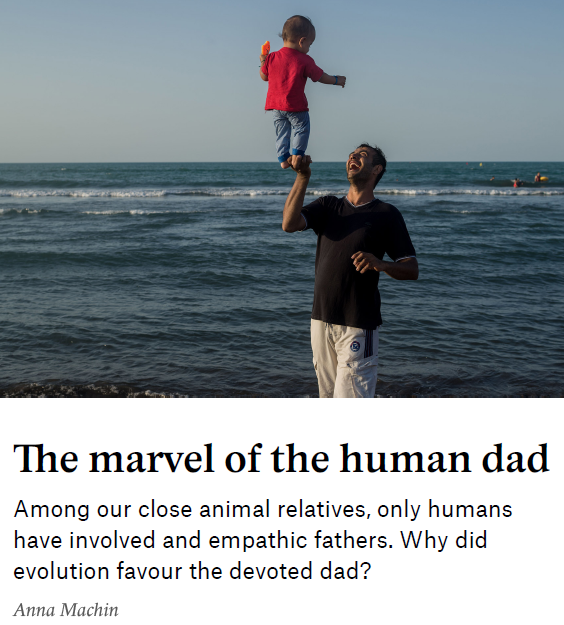 The marvel of the human dad
Among our close animal relatives, only humans
have involved and empathic fathers. Why did
evolution favour the devoted dad?
Anna Machin